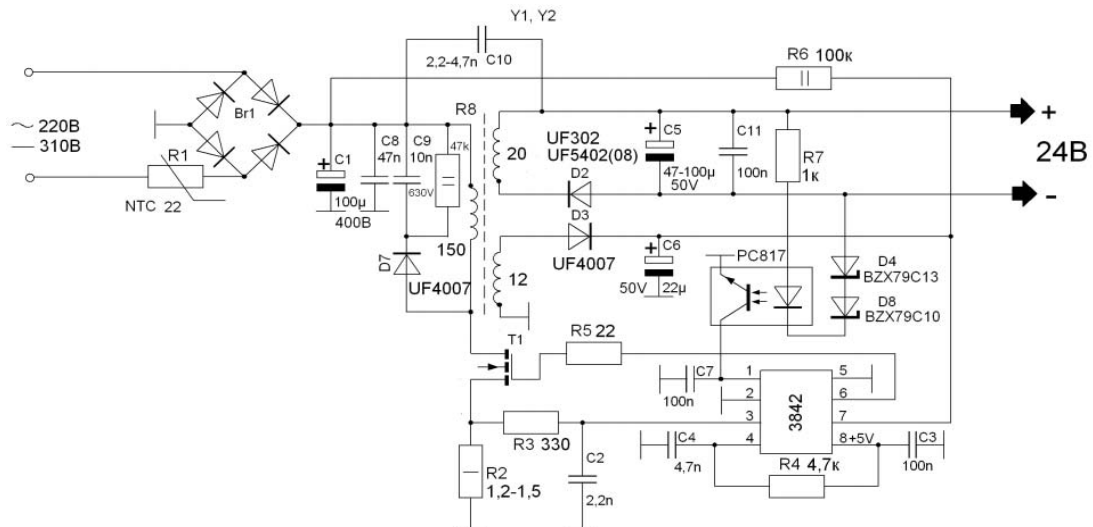 Y1, Y2
2,2-4,7n
C10
R6 100к
Br1
~ 220В
— 310В
R1
NTC 22
+
C1
100µ
400В
C8
47n
C9
10n
630V
R8
47k
150
20
12
D7
UF4007
UF302
UF5402(08)
D2
D3
UF4007
+
C5
47-100µ
50V
C11
100n
R7
1к
+
24В
-
+
C6
50V
22µ
PC817
D4
BZX79C13
D8
BZX79C10
T1
R5 22
C7
100n
1
2
3
4
3842
5
6
7
8+5V
C3
100n
C4
4,7n
R4 4,7к
R3 330
R2
1,2-1,5
C2
2,2n